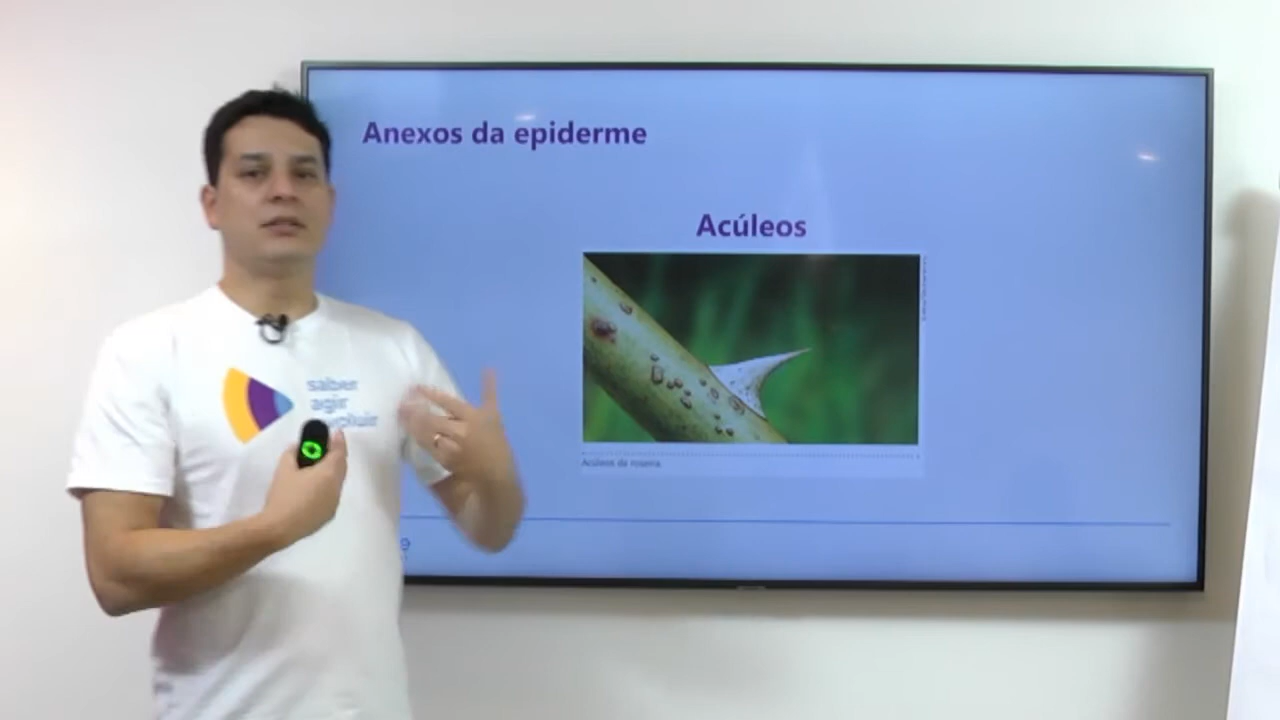 Anexos da epiderme
Acúleos
Acúleos da roseira.
saber
agir